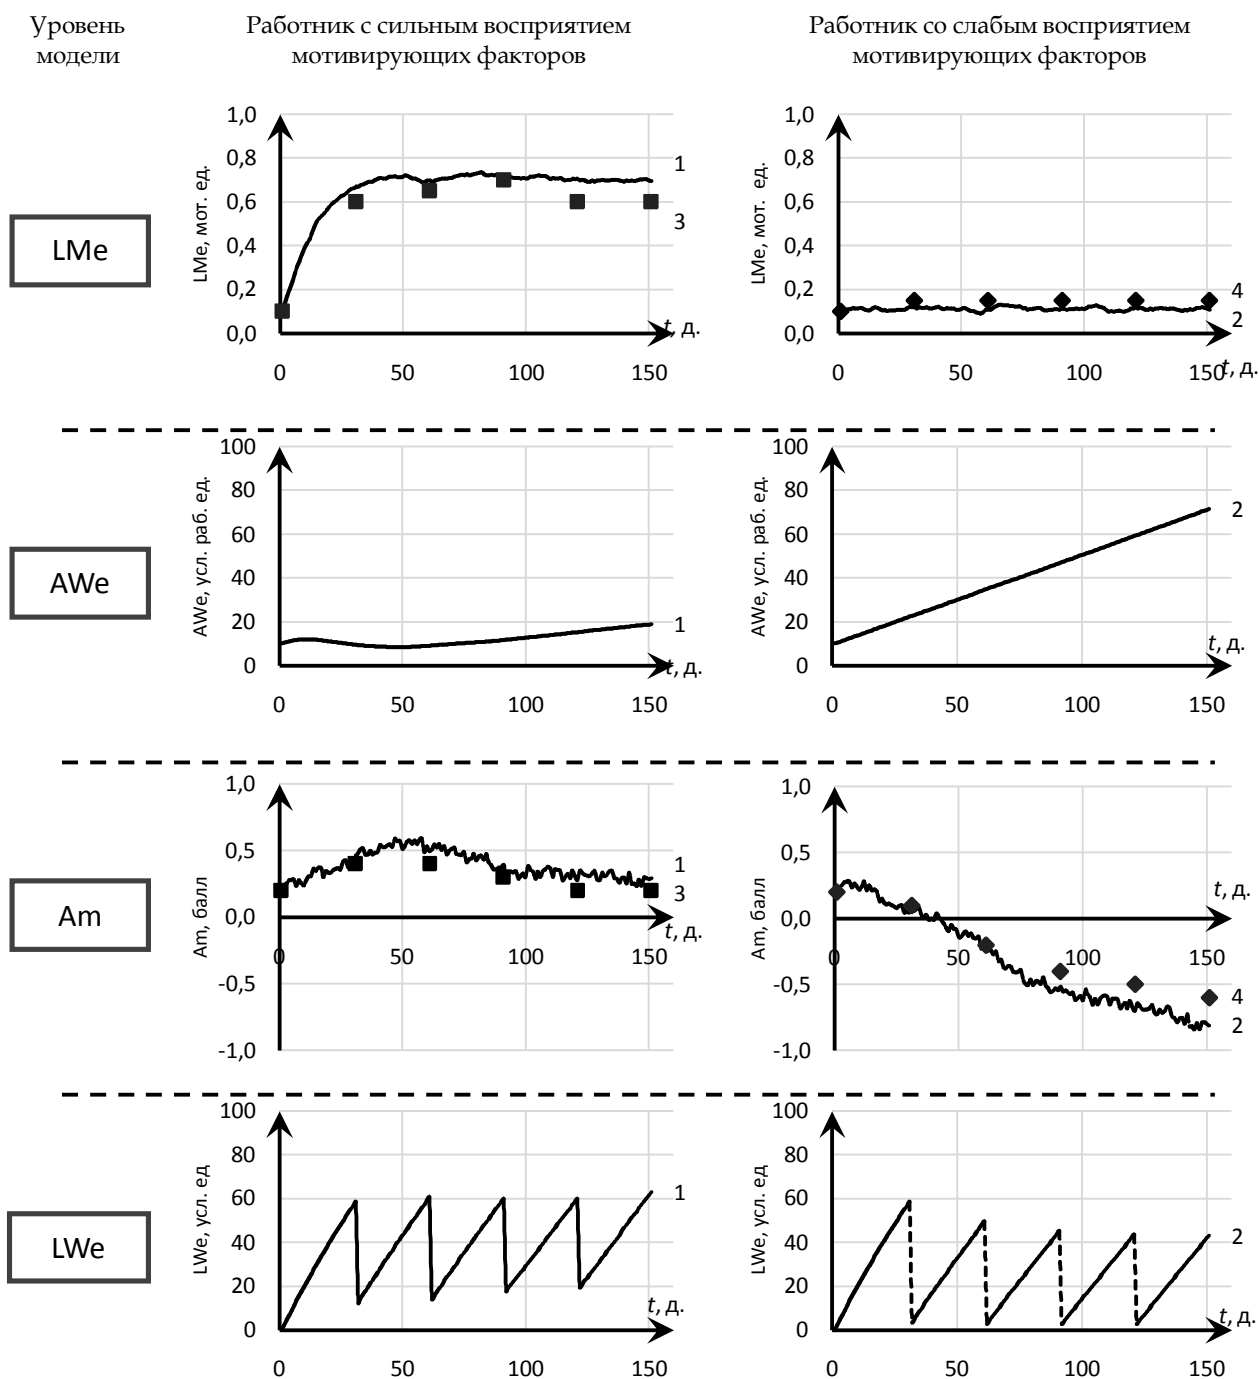 Уровень
модели
Работник с сильным восприятием
мотивирующих факторов
Работник со слабым восприятием
мотивирующих факторов
LMe
LMe, мот. ед.
1,0
0,8
0,6
0,4
0,2
0,0
0 50 100 150
t, д.
1
3
LMe, мот. ед.
1,0
0,8
0,6
0,4
0,2
0,0
0 50 100 150
t, д.
4
2
AWe
AWe, усл. раб. ед.
100
80
60
40
20
0
0 50 100 150
t, д.
1
AWe, усл. раб. ед.
100
80
60
40
20
0
0 50 100 150
t, д.
2
Am
Am, балл
1,0
0,5
0,0
-0,5
-1,0
0 50 100 150
t, д.
1
3
Am, балл
1,0
0,5
0,0
-0,5
-1,0
0 50 100 150
t, д.
4
2
LWe
LWe, усл. ед
100
80
60
40
20
0
0 50 100 150
t, д.
1
LWe, усл. ед.
100
80
60
40
20
0
0 50 100 150
t, д.
2